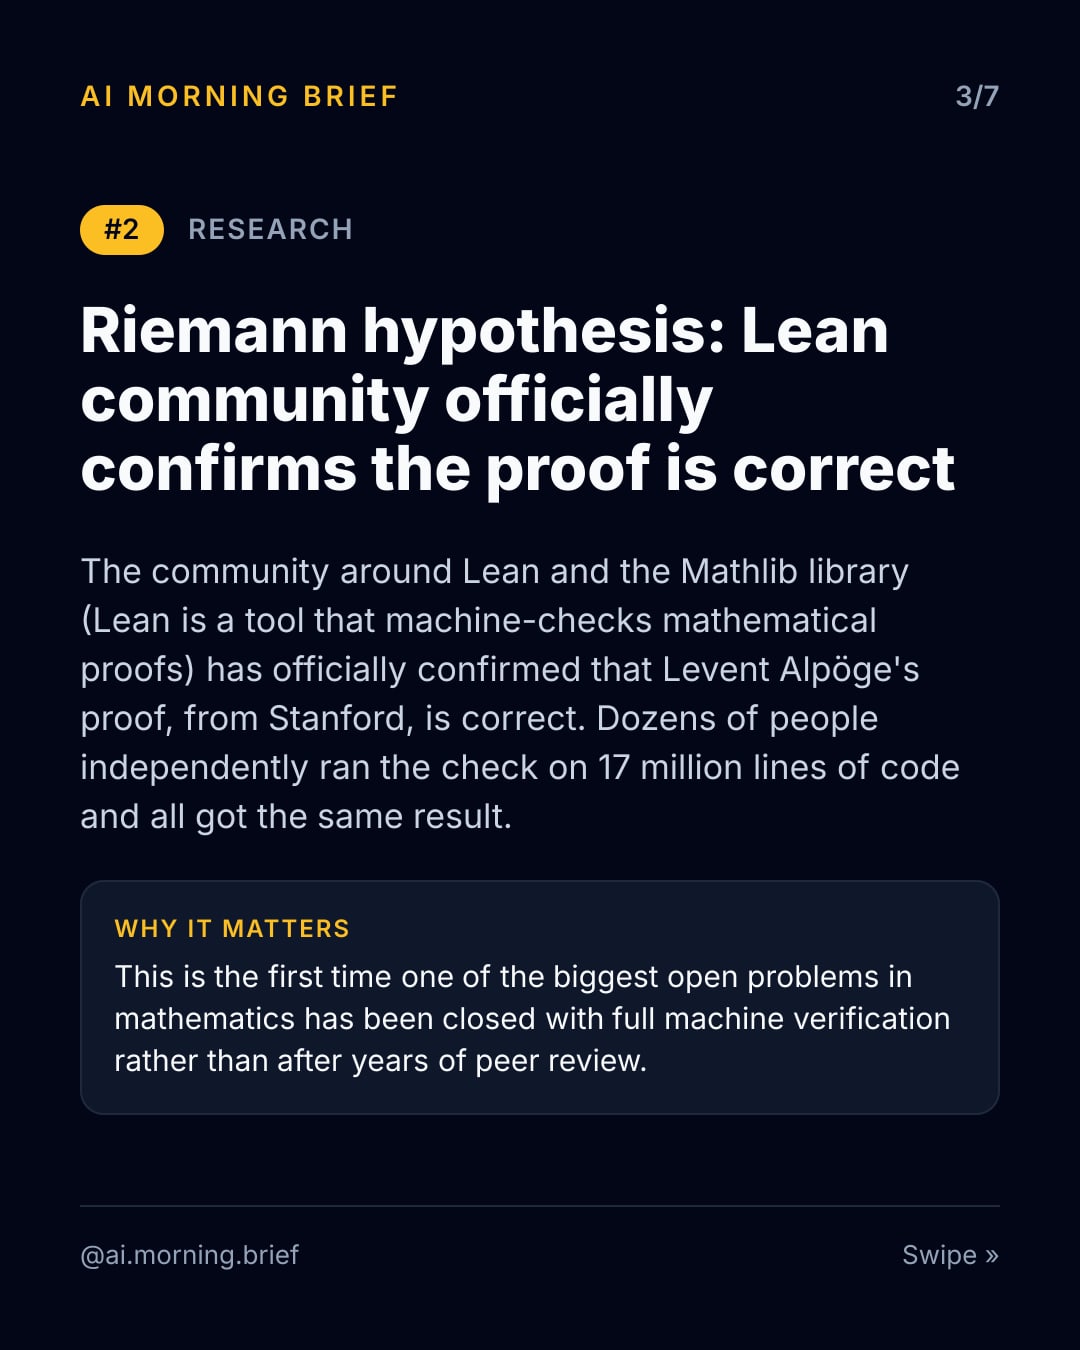 AI MORNING BRIEF
3/7
#2
RESEARCH
Riemann hypothesis: Lean
community officially
confirms the proof is correct
The community around Lean and the Mathlib library
(Lean is a tool that machine-checks mathematical
proofs) has officially confirmed that Levent Alpöge's
proof, from Stanford, is correct. Dozens of people
independently ran the check on 17 million lines of code
and all got the same result.
WHY IT MATTERS
This is the first time one of the biggest open problems in
mathematics has been closed with full machine verification
rather than after years of peer review.
@ai.morning.brief
Swipe »